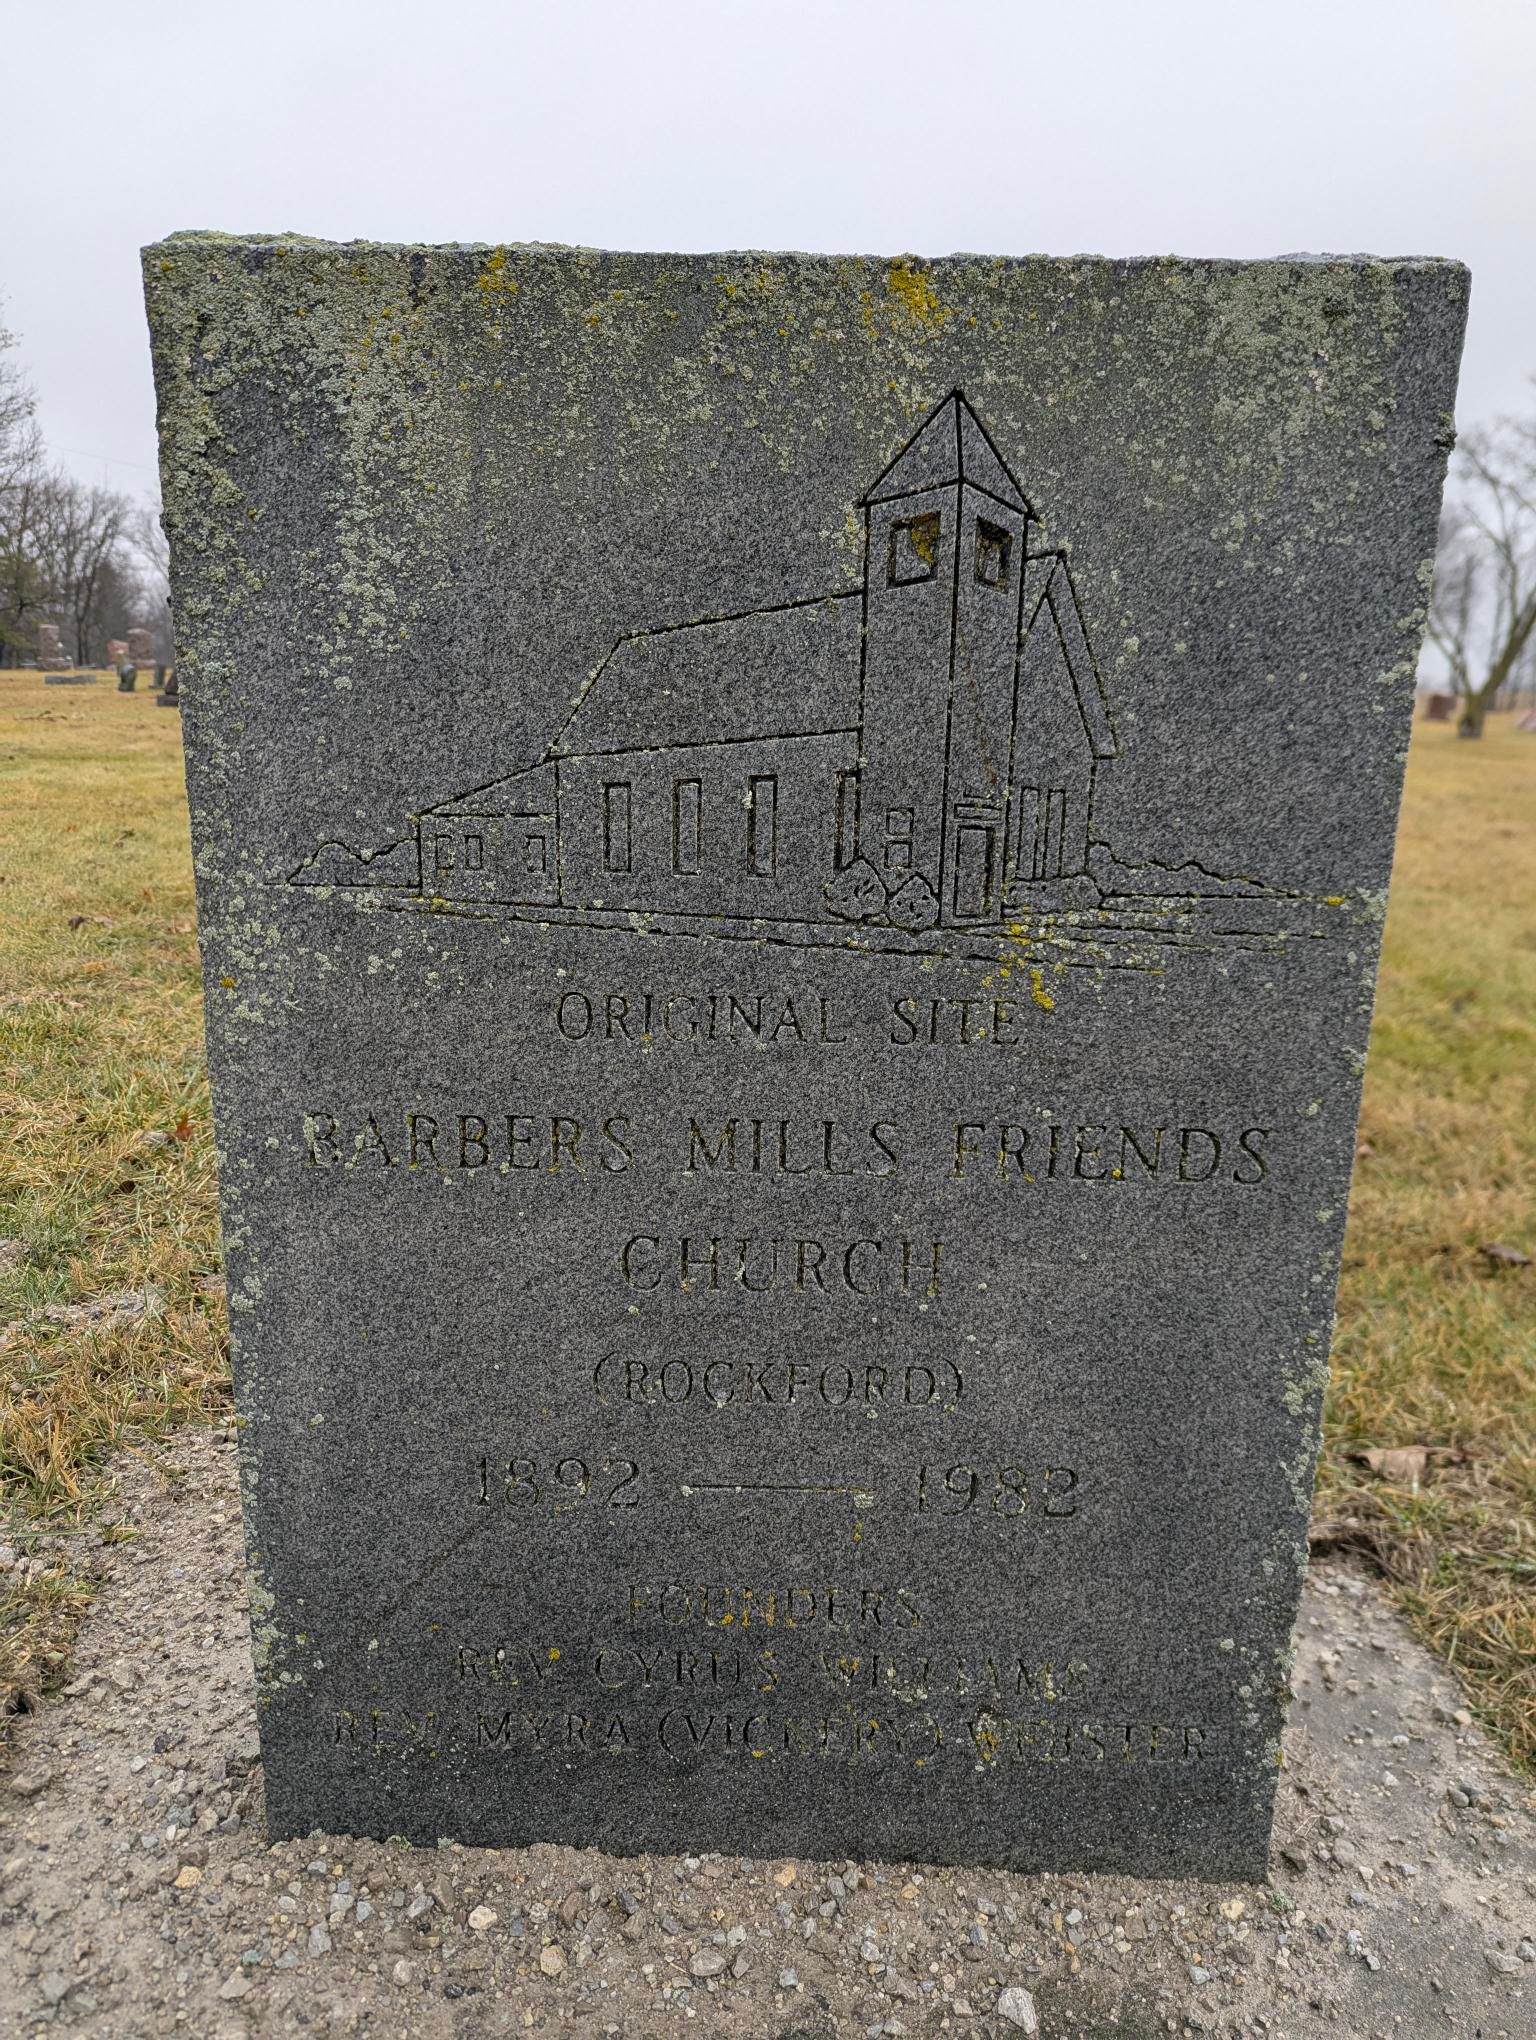 ORIGINAL SITE
BARBERS MILLS FRIENDS
CHURCH
(ROCKFORD)
1892 — 1982
FOUNDERS
REV CYRUS WILLIAMS
REV. MYRA (VICKERY) WEBSTER